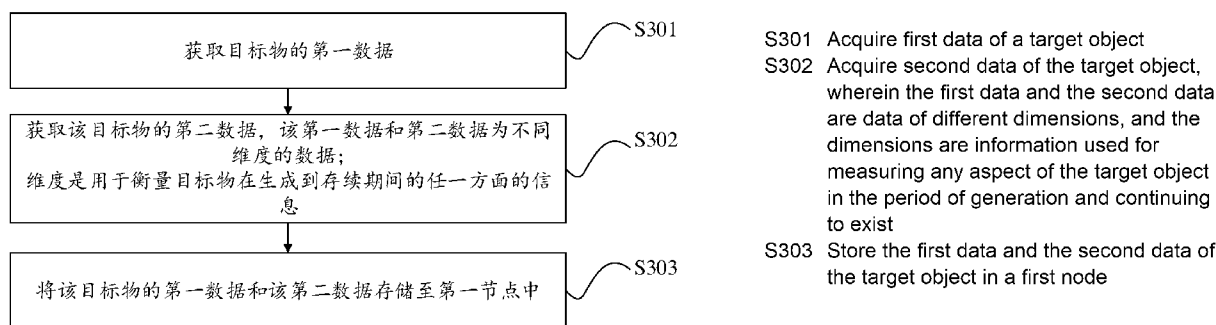 获取目标物的第一数据
S301
获取该目标物的第二数据，该第一数据和第二数据为不同
维度的数据；
维度是用于衡量目标物在生成到存续期间的任一方面的信
息
S302
将该目标物的第一数据和该第二数据存储至第一节点中
S303
S301 Acquire first data of a target object
S302 Acquire second data of the target object,
wherein the first data and the second data
are data of different dimensions, and the
dimensions are information used for
measuring any aspect of the target object
in the period of generation and continuing
to exist
S303 Store the first data and the second data of
the target object in a first node